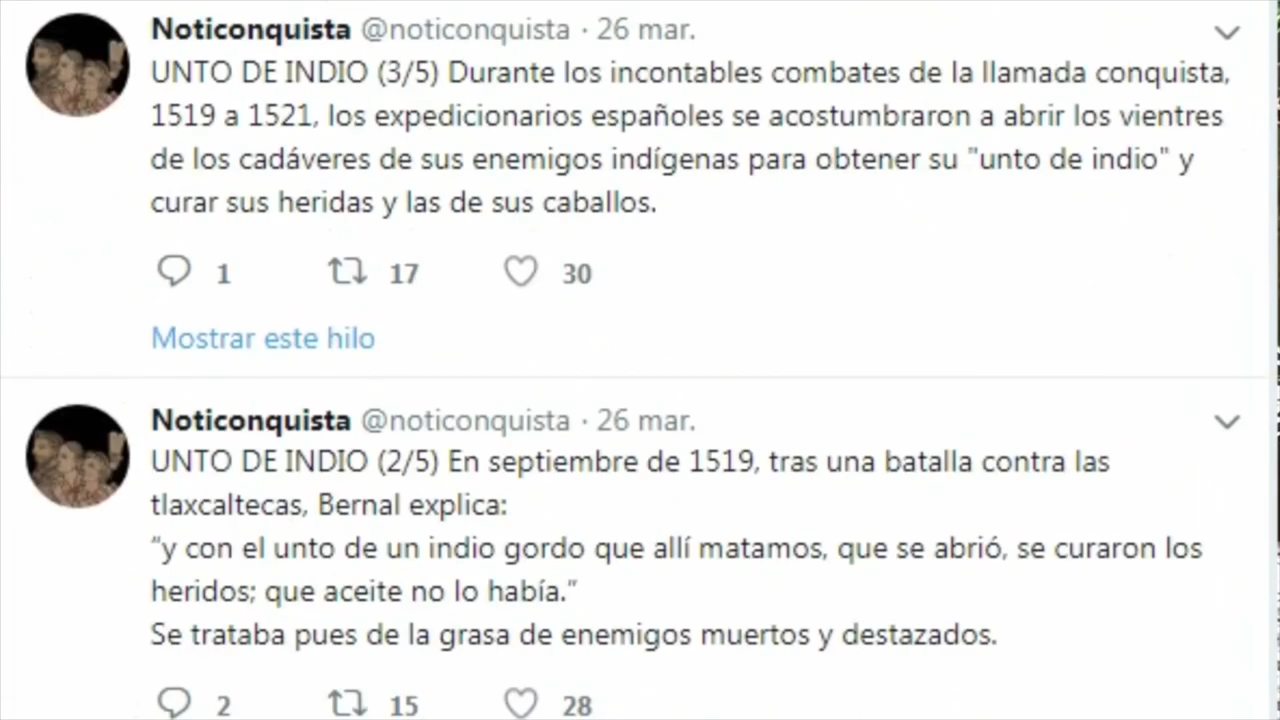 Noticonquista @noticonquista · 26 mar.
UNTO DE INDIO (3/5) Durante los incontables combates de la llamada conquista,
1519 a 1521, los expedicionarios españoles se acostumbraron a abrir los vientres
de los cadáveres de sus enemigos indígenas para obtener su "unto de indio" y
curar sus heridas y las de sus caballos.
1 17 30
Mostrar este hilo
Noticonquista @noticonquista · 26 mar.
UNTO DE INDIO (2/5) En septiembre de 1519, tras una batalla contra las
tlaxcaltecas, Bernal explica:
“y con el unto de un indio gordo que allí matamos, que se abrió, se curaron los
heridos; que aceite no lo había.”
Se trataba pues de la grasa de enemigos muertos y destazados.
2 15 28